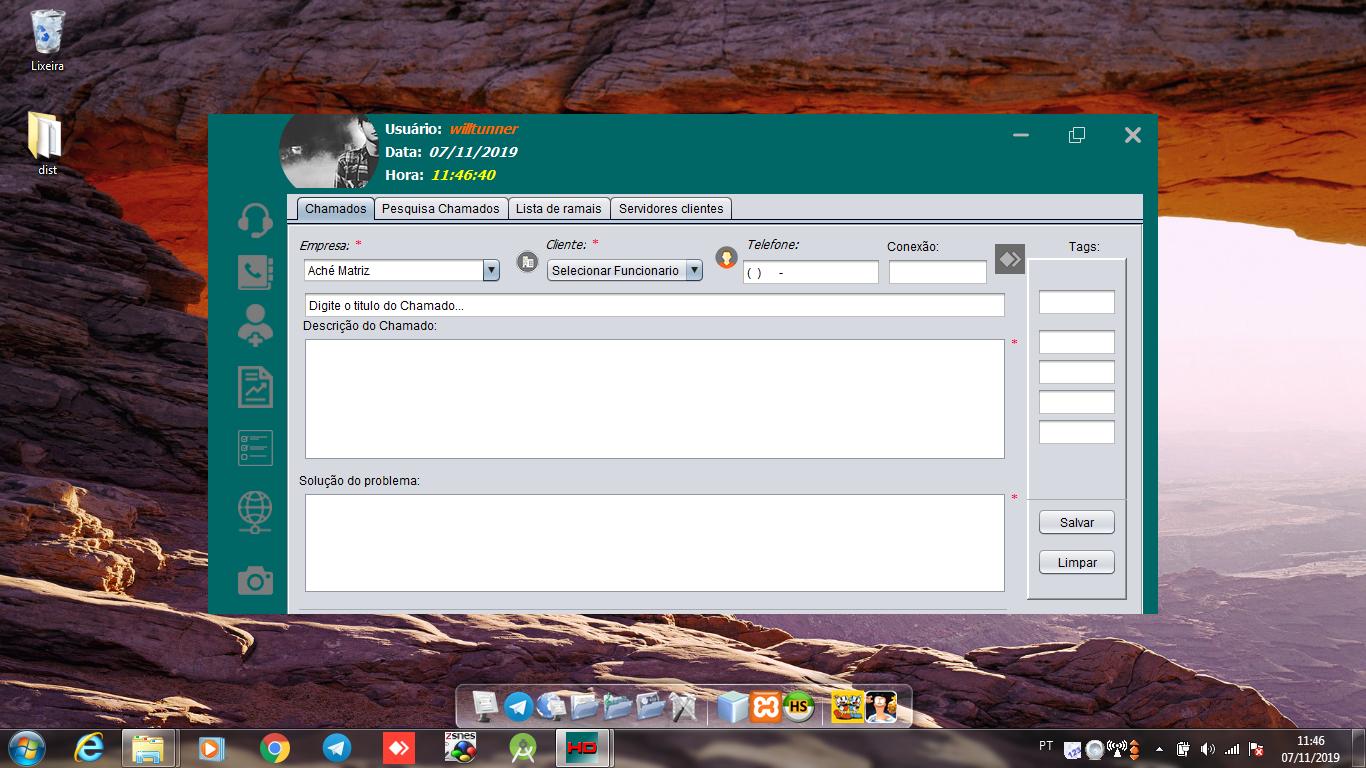 Lixeira
dist
Usuário: willtunner
Data: 07/11/2019
Hora: 11:46:40
Chamados Pesquisa Chamados Lista de ramais Servidores clientes
Empresa: * Cliente: * Telefone: Conexão: Tags:
Aché Matriz Selecionar Funcionario ( ) -
Digite o titulo do Chamado...
Descrição do Chamado:
*
Solução do problema:
*
Salvar
Limpar
HS
zsnes
HD
PT
11:46
07/11/2019